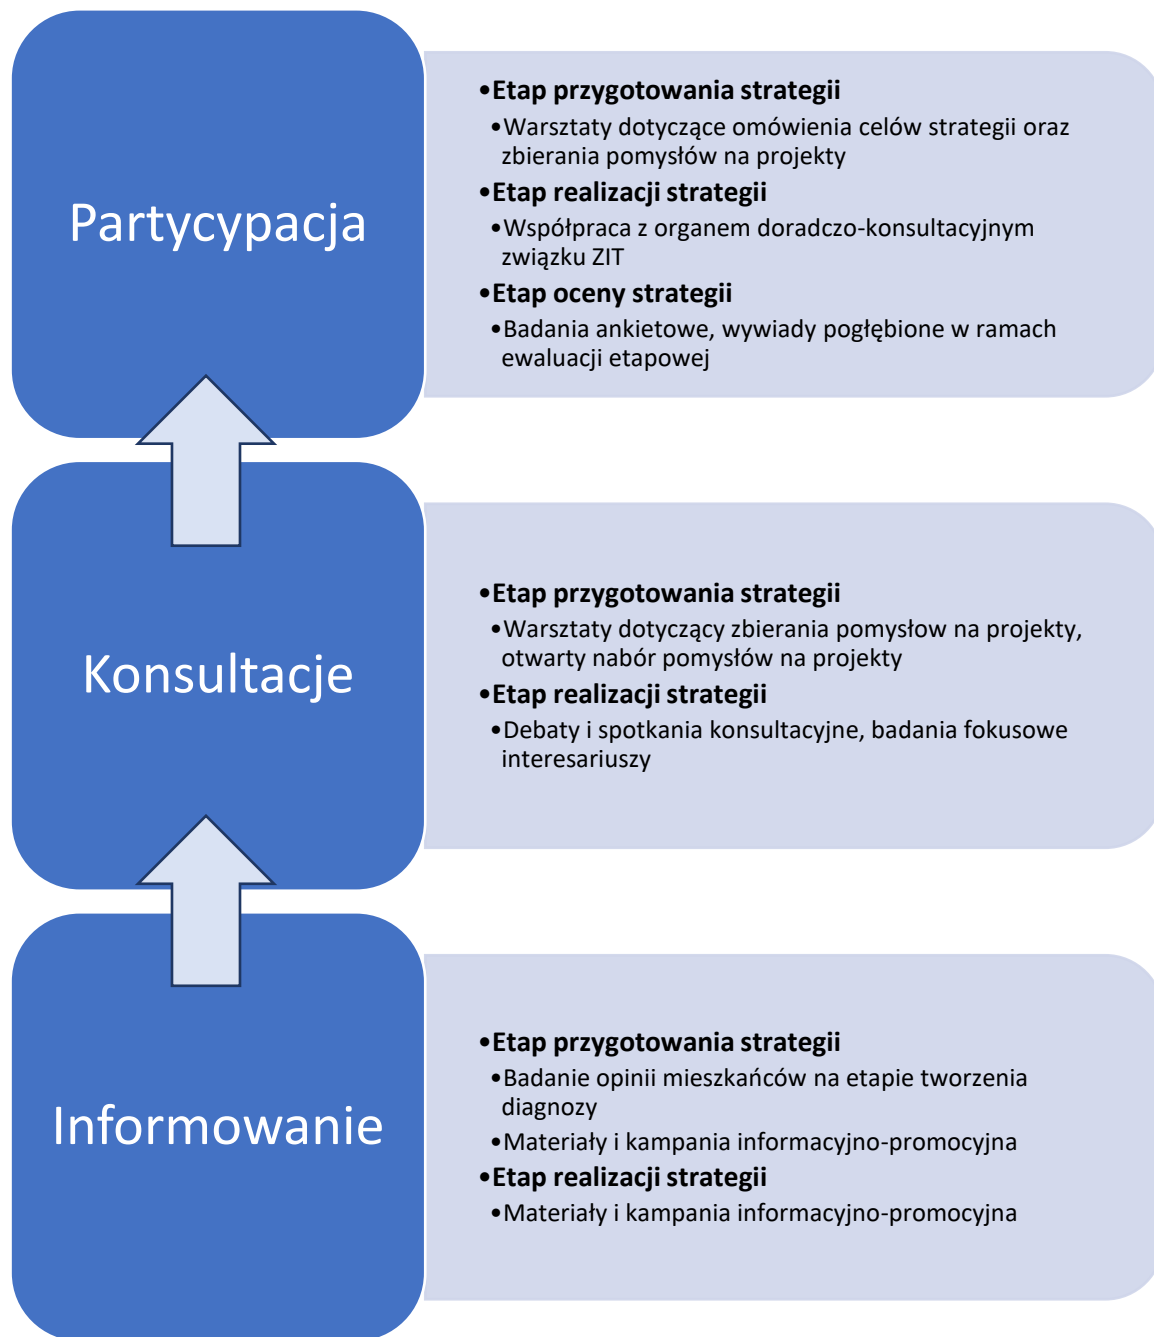 Partycypacja
•Etap przygotowania strategii
•Warsztaty dotyczące omówienia celów strategii oraz
zbierania pomysłów na projekty
•Etap realizacji strategii
•Współpraca z organem doradczo-konsultacyjnym
związku ZIT
•Etap oceny strategii
•Badania ankietowe, wywiady pogłębione w ramach
ewaluacji etapowej
Konsultacje
•Etap przygotowania strategii
•Warsztaty dotyczący zbierania pomysłow na projekty,
otwarty nabór pomysłów na projekty
•Etap realizacji strategii
•Debaty i spotkania konsultacyjne, badania fokusowe
interesariuszy
Informowanie
•Etap przygotowania strategii
•Badanie opinii mieszkańców na etapie tworzenia
diagnozy
•Materiały i kampania informacyjno-promocyjna
•Etap realizacji strategii
•Materiały i kampania informacyjno-promocyjna